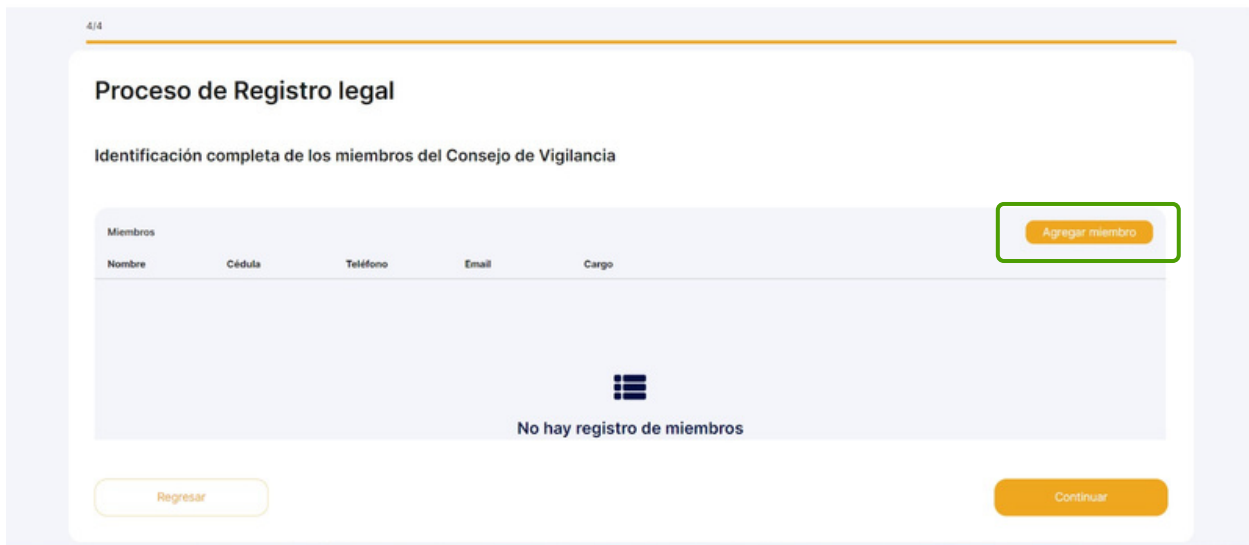 4/4
Proceso de Registro legal
Identificación completa de los miembros del Consejo de Vigilancia
Miembros
Agregar miembro
Nombre Cédula Teléfono Email Cargo
No hay registro de miembros
Regresar
Continuar